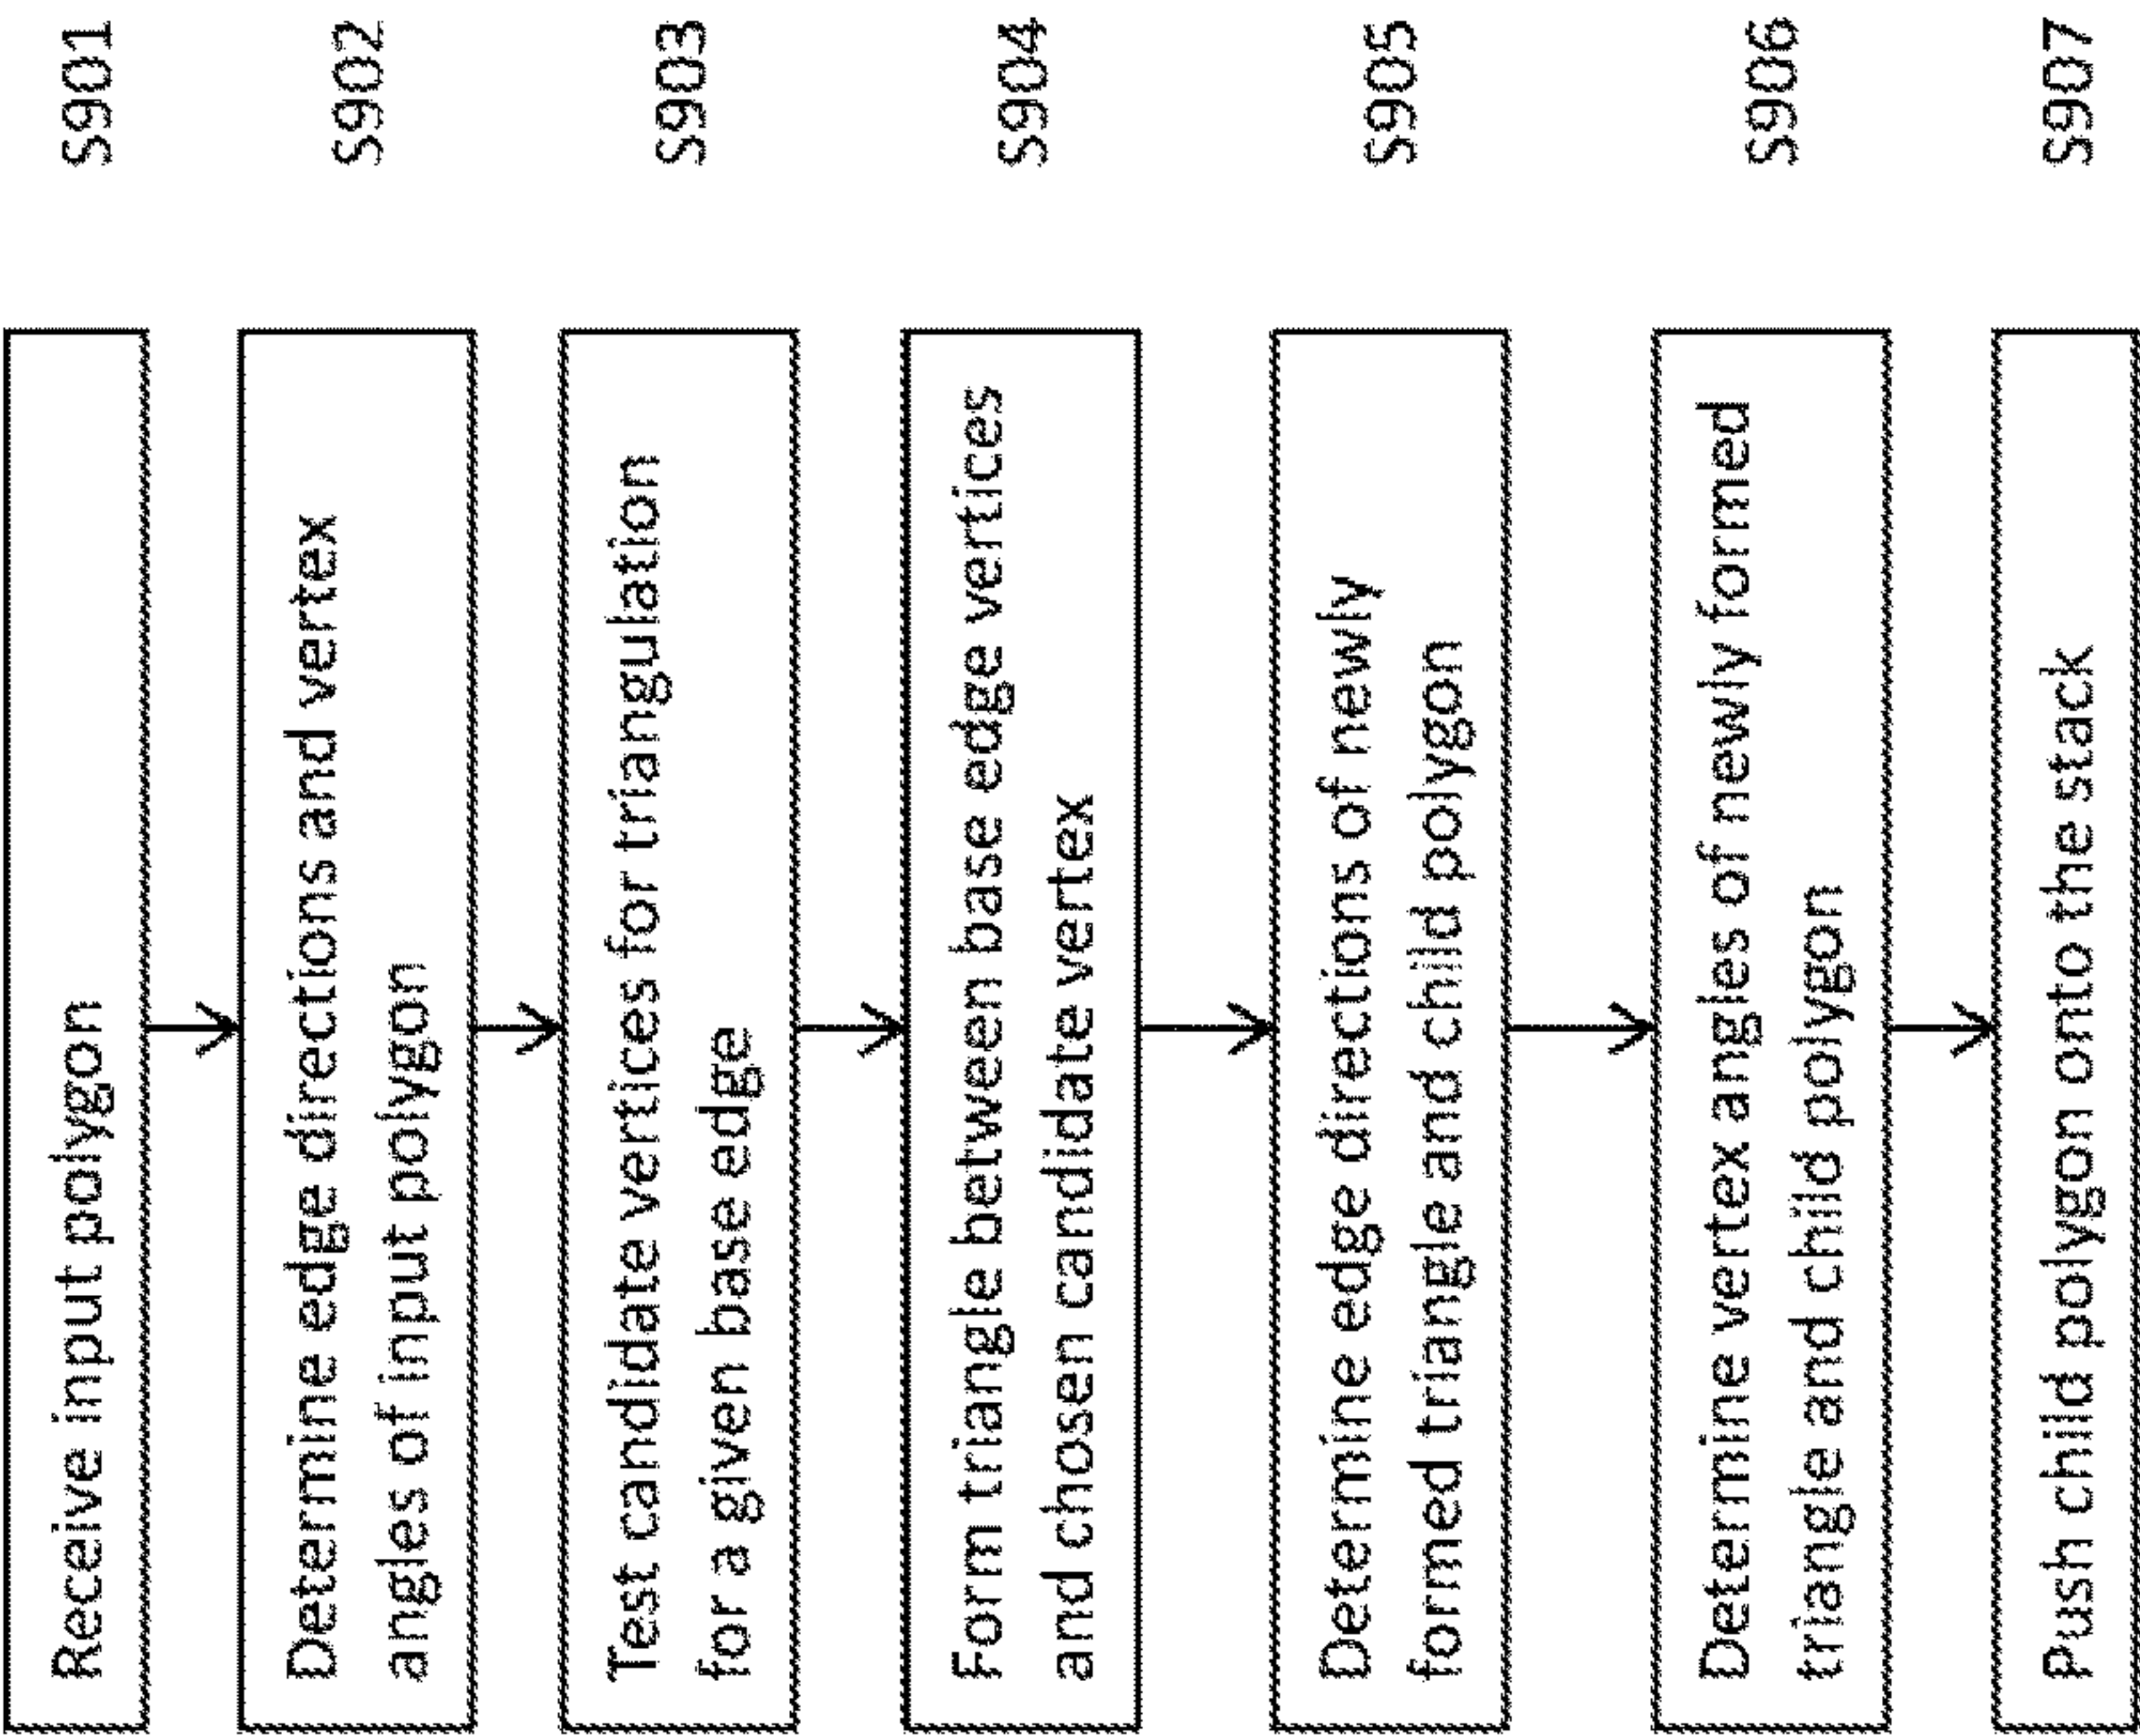 Receive input polygon
S901
Determine edge directions and vertex
angles of input polygon
S902
Test candidate vertices for triangulation
for a given base edge
S903
Form triangle between base edge vertices
and chosen candidate vertex
S904
Determine edge directions of newly
formed triangle and child polygon
S905
Determine vertex angles of newly formed
triangle and child polygon
S906
Push child polygon onto the stack
S907